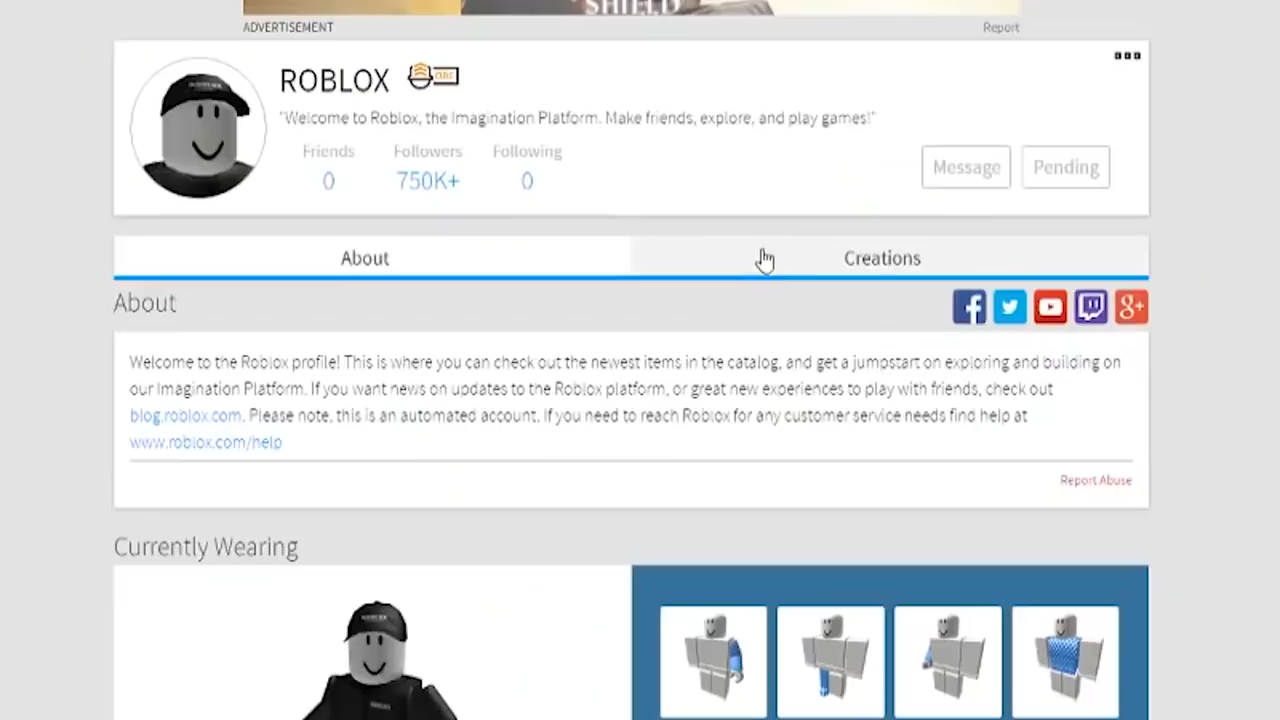 SHIELD
ADVERTISEMENT
Report
ROBLOX OBC
"Welcome to Roblox, the Imagination Platform. Make friends, explore, and play games!"
Friends Followers Following
0 750K+ 0
Message Pending
About Creations
About
Welcome to the Roblox profile! This is where you can check out the newest items in the catalog, and get a jumpstart on exploring and building on
our Imagination Platform. If you want news on updates to the Roblox platform, or great new experiences to play with friends, check out
blog.roblox.com. Please note, this is an automated account. If you need to reach Roblox for any customer service needs find help at
www.roblox.com/help
Report Abuse
Currently Wearing